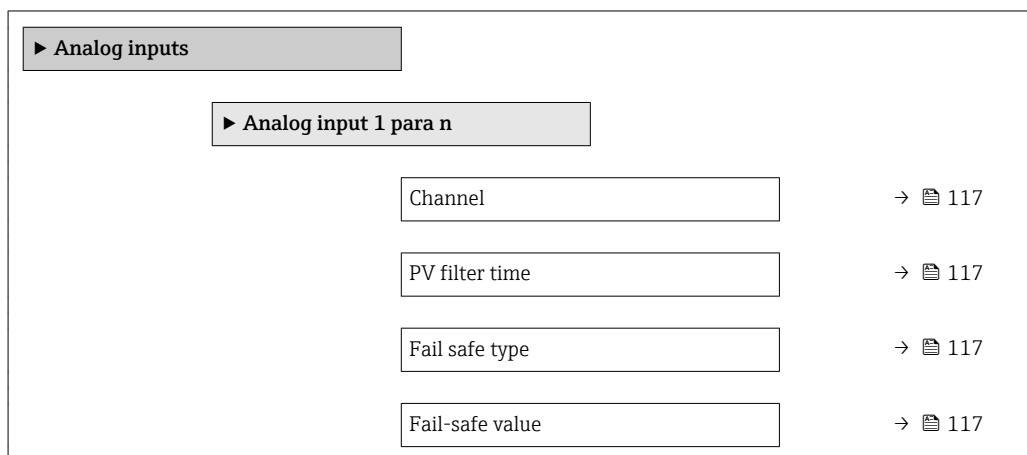 ▶ Analog inputs
▶ Analog input 1 para n
Channel → 117
PV filter time → 117
Fail safe type → 117
Fail-safe value → 117